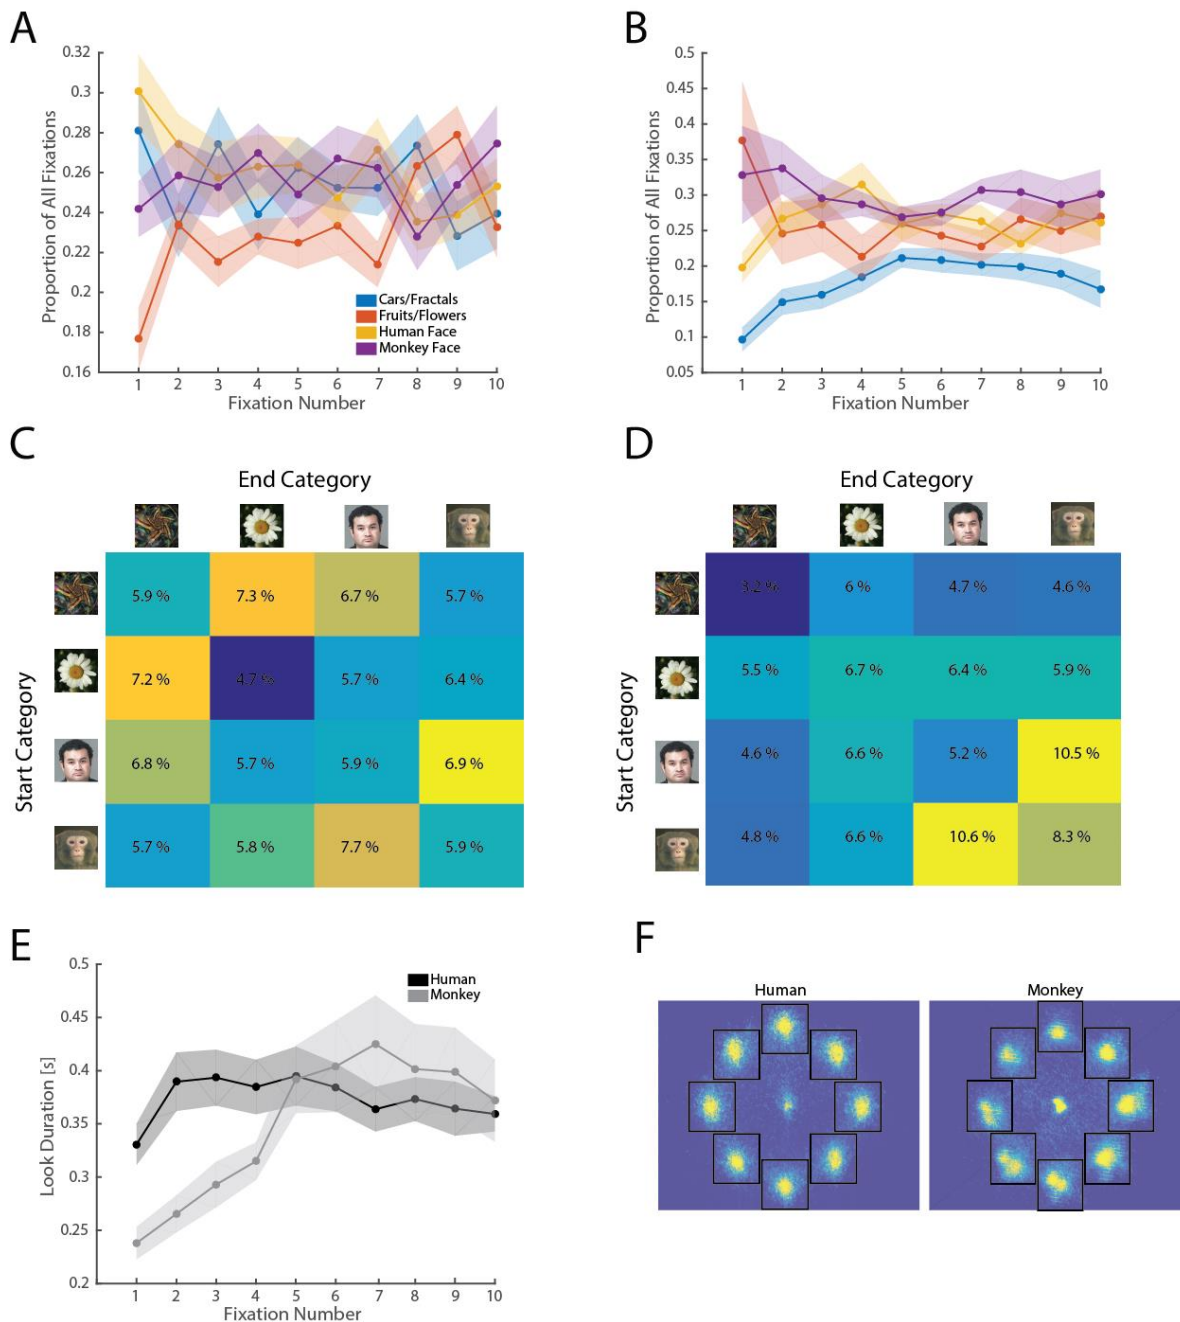 A
0.32
0.3
0.28
0.26
0.24
0.22
0.2
0.18
0.16
Proportion of All Fixations
1 2 3 4 5 6 7 8 9 10
Fixation Number
Cars/Fractals
Fruits/Flowers
Human Face
Monkey Face
B
0.5
0.45
0.4
0.35
0.3
0.25
0.2
0.15
0.1
0.05
Proportion of All Fixations
1 2 3 4 5 6 7 8 9 10
Fixation Number
C
End Category
Start Category
5.9 % 7.3 % 6.7 % 5.7 %
7.2 % 4.7 % 5.7 % 6.4 %
6.8 % 5.7 % 5.9 % 6.9 %
5.7 % 5.8 % 7.7 % 5.9 %
D
End Category
Start Category
3.2 % 6 % 4.7 % 4.6 %
5.5 % 6.7 % 6.4 % 5.9 %
4.6 % 6.6 % 5.2 % 10.5 %
4.8 % 6.6 % 10.6 % 8.3 %
E
0.5
0.45
0.4
0.35
0.3
0.25
0.2
Look Duration [s]
1 2 3 4 5 6 7 8 9 10
Fixation Number
Human
Monkey
F
Human
Monkey